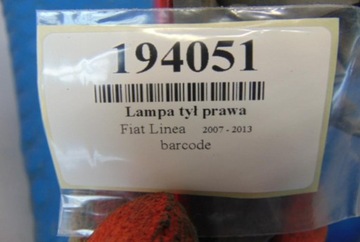 194051
Lampa tył prawa
Fiat Linea 2007 - 2013
barcode